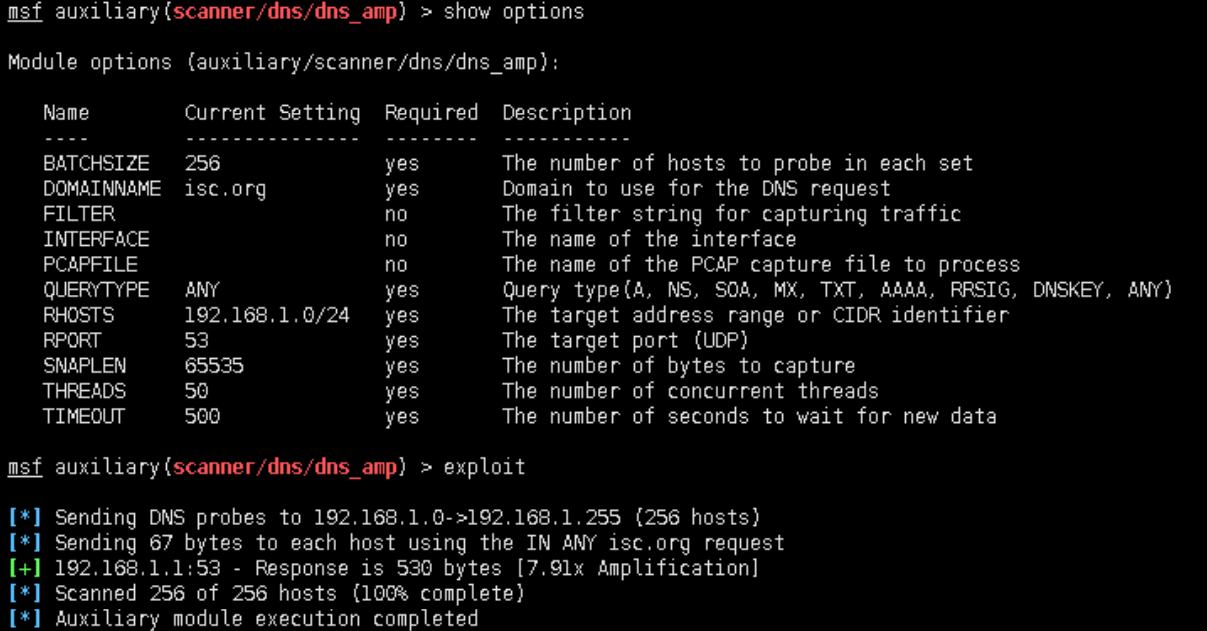 msf auxiliary(scanner/dns/dns_amp) > show options
Module options (auxiliary/scanner/dns/dns_amp):
Name Current Setting Required Description
---- --------------- -------- -----------
BATCHSIZE 256 yes The number of hosts to probe in each set
DOMAINNAME isc.org yes Domain to use for the DNS request
FILTER no The filter string for capturing traffic
INTERFACE no The name of the interface
PCAPFILE no The name of the PCAP capture file to process
QUERYTYPE ANY yes Query type(A, NS, SOA, MX, TXT, AAAA, RRSIG, DNSKEY, ANY)
RHOSTS 192.168.1.0/24 yes The target address range or CIDR identifier
RPORT 53 yes The target port (UDP)
SNAPLEN 65535 yes The number of bytes to capture
THREADS 50 yes The number of concurrent threads
TIMEOUT 500 yes The number of seconds to wait for new data
msf auxiliary(scanner/dns/dns_amp) > exploit
[*] Sending DNS probes to 192.168.1.0->192.168.1.255 (256 hosts)
[*] Sending 67 bytes to each host using the IN ANY isc.org request
[+] 192.168.1.1:53 - Response is 530 bytes [7.91x Amplification]
[*] Scanned 256 of 256 hosts (100% complete)
[*] Auxiliary module execution completed